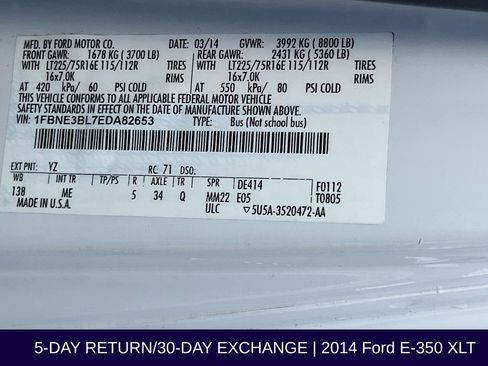 MFD. BY FORD MOTOR CO. DATE: 03/14 GVWR: 3992 KG (8800 LB)
FRONT GAWR: 1678 KG (3700 LB) REAR GAWR: 2431 KG (5360 LB)
LT225/75R16E 115/112R TIRES LT225/75R16E 115/112R TIRES
16x7.0K RIMS 16x7.0K RIMS
AT 420 kPa/ 60 PSI COLD AT 550 kPa/ 80 PSI COLD
THIS VEHICLE CONFORMS TO ALL APPLICABLE FEDERAL MOTOR VEHICLE
SAFETY STANDARDS IN EFFECT ON THE DATE OF MANUFACTURE SHOWN ABOVE.
VIN: 1FBNE3BL7EDA82653 TYPE: Bus (Not School bus)
EXT PNT: YZ RC: 71 DSO:
WB INT TR TP/PS R AXLE TR SPR DE414 F0112
138 ME 5 34 Q MM22 E05 T0805
MADE IN U.S.A. ULC 5U5A-3520472-AA
5-DAY RETURN/30-DAY EXCHANGE | 2014 Ford E-350 XLT